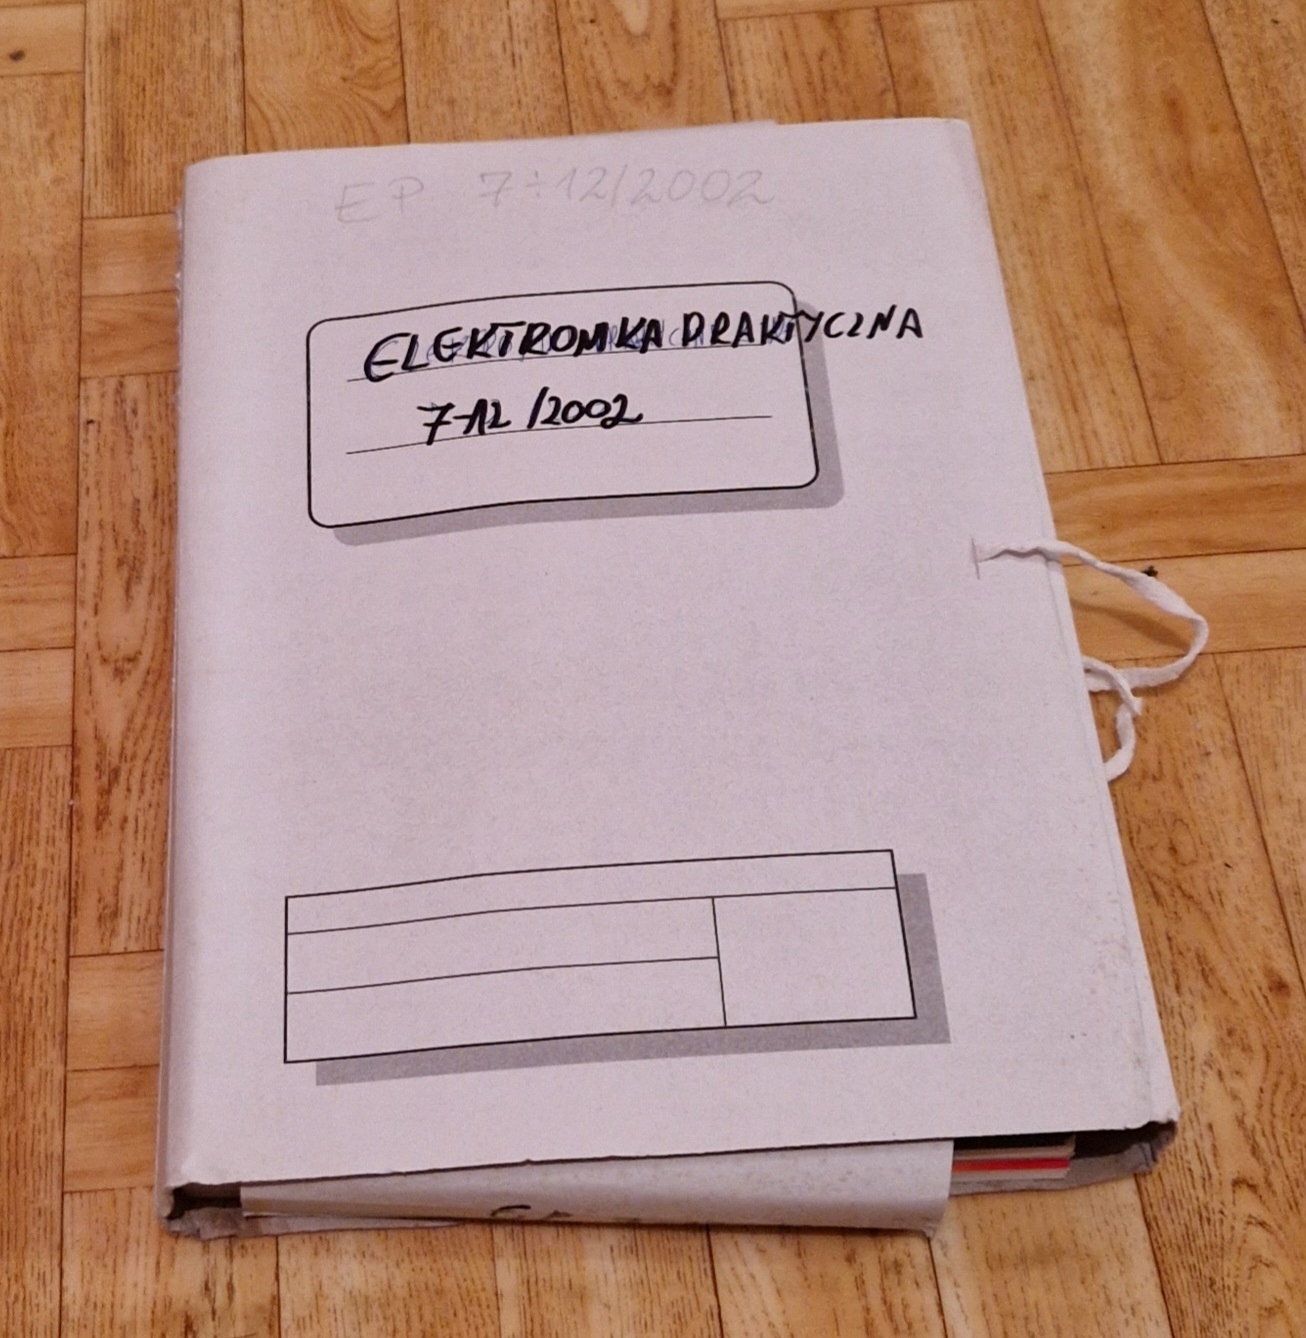 EP 7÷12/2002
ELEKTRONIKA PRAKTYCZNA
7-12 /2002